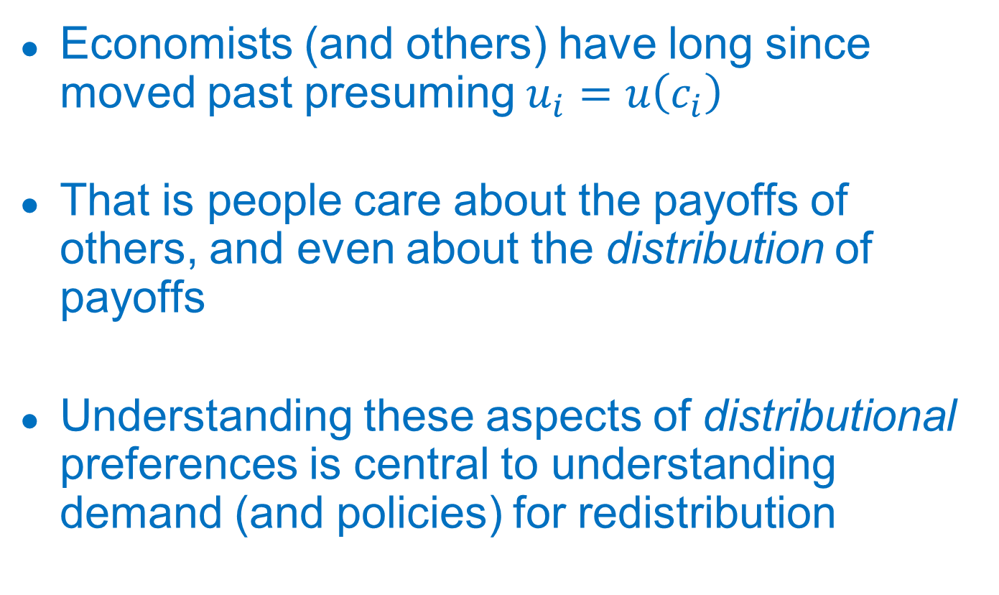 • Economists (and others) have long since
moved past presuming 𝑢ᵢ = 𝑢(𝑐ᵢ)
• That is people care about the payoffs of
others, and even about the distribution of
payoffs
• Understanding these aspects of distributional
preferences is central to understanding
demand (and policies) for redistribution